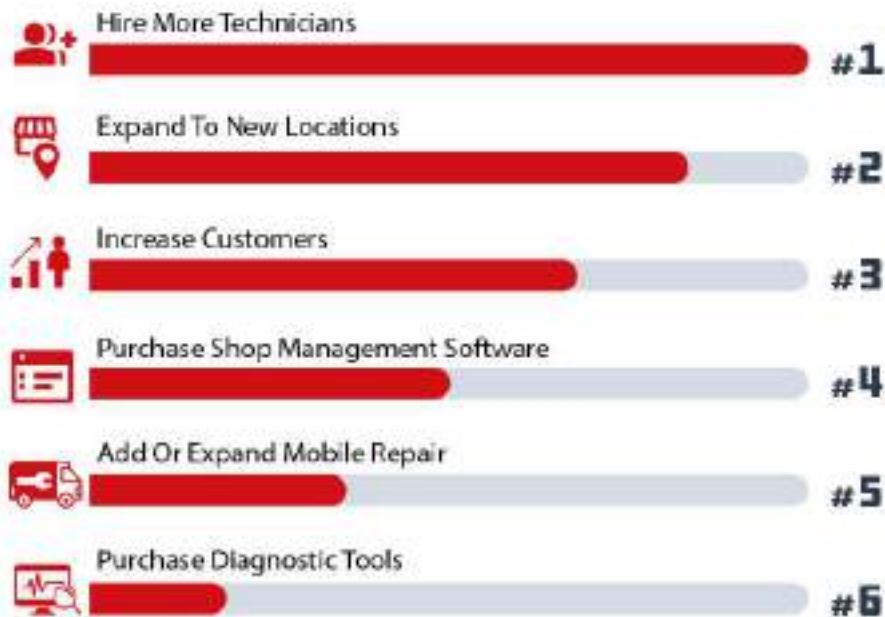 Hire More Technicians
#1
Expand To New Locations
#2
Increase Customers
#3
Purchase Shop Management Software
#4
Add Or Expand Mobile Repair
#5
Purchase Diagnostic Tools
#6